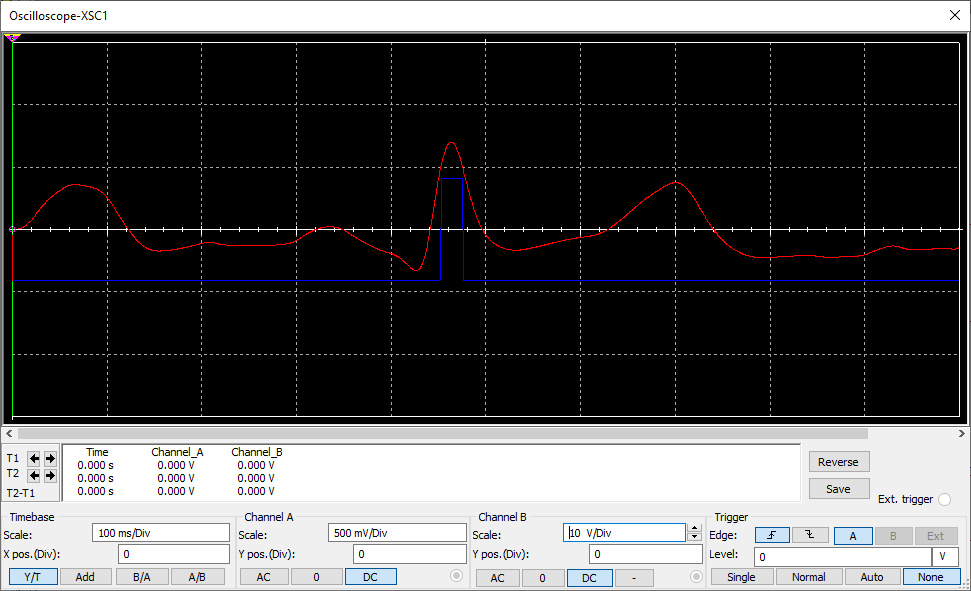 Oscilloscope-XSC1
T1
T2
T2-T1
Time Channel_A Channel_B
0.000 s 0.000 V 0.000 V
0.000 s 0.000 V 0.000 V
0.000 s 0.000 V 0.000 V
Reverse
Save
Ext. trigger
Timebase
Scale: 100 ms/Div
X pos.(Div): 0
Y/T Add B/A A/B
Channel A
Scale: 500 mV/Div
Y pos.(Div): 0
AC 0 DC
Channel B
Scale: 10 V/Div
Y pos.(Div): 0
AC 0 DC -
Trigger
Edge: A B Ext
Level: 0 V
Single Normal Auto None